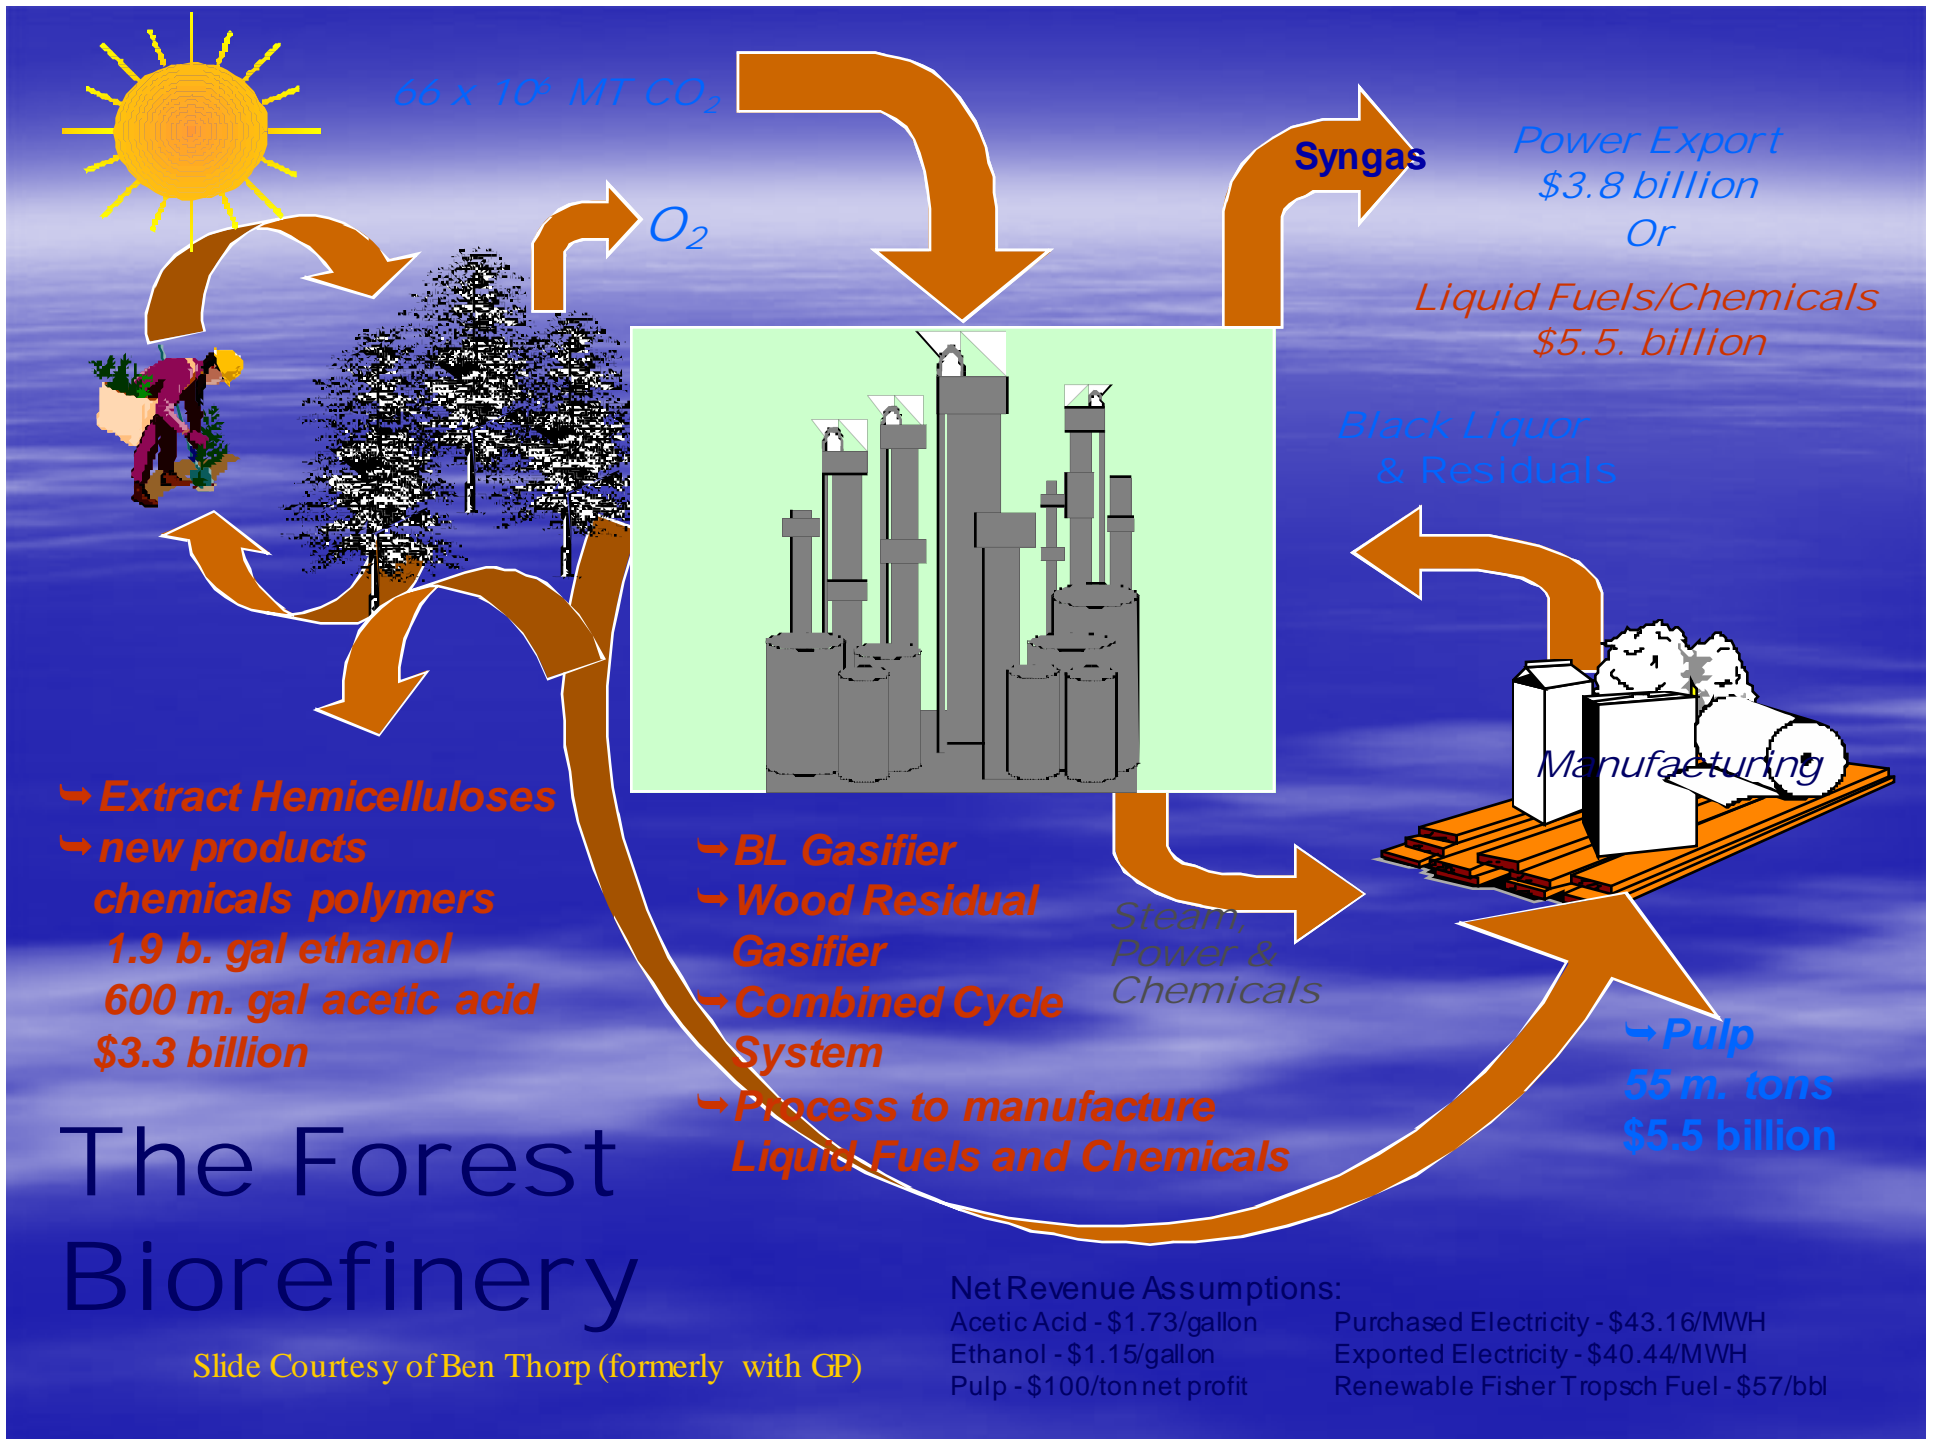 66 x 10⁶ MT CO₂
Syngas
Power Export
$3.8 billion
Or
O₂
Liquid Fuels/Chemicals
$5.5. billion
Black Liquor
& Residuals
Manufacturing
Extract Hemicelluloses
new products
chemicals polymers
1.9 b. gal ethanol
600 m. gal acetic acid
$3.3 billion
BL Gasifier
Wood Residual
Gasifier
Combined Cycle
System
Process to manufacture
Liquid Fuels and Chemicals
Steam,
Power &
Chemicals
Pulp
55 m. tons
$5.5 billion
The Forest
Biorefinery
Slide Courtesy of Ben Thorp (formerly with GP)
Net Revenue Assumptions:
Acetic Acid - $1.73/gallon
Ethanol - $1.15/gallon
Pulp - $100/ton net profit
Purchased Electricity - $43.16/MWH
Exported Electricity - $40.44/MWH
Renewable Fisher Tropsch Fuel - $57/bbl